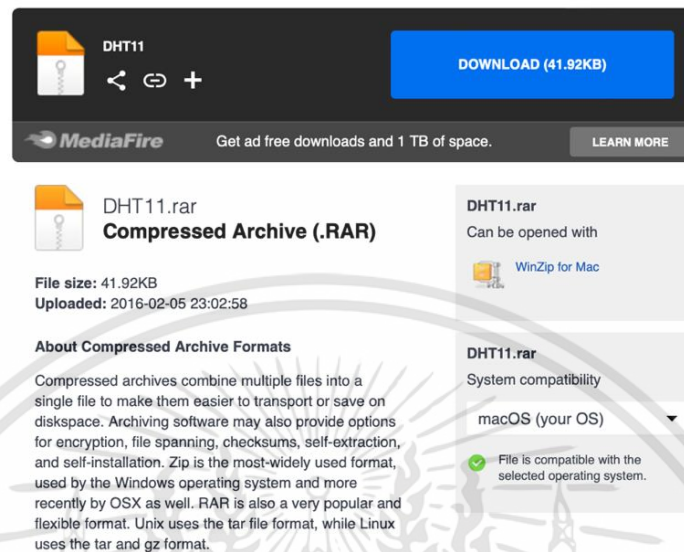 DHT11
DOWNLOAD (41.92KB)
MediaFire
Get ad free downloads and 1 TB of space.
LEARN MORE
DHT11.rar
Compressed Archive (.RAR)
File size: 41.92KB
Uploaded: 2016-02-05 23:02:58
About Compressed Archive Formats
Compressed archives combine multiple files into a
single file to make them easier to transport or save on
diskspace. Archiving software may also provide options
for encryption, file spanning, checksums, self-extraction,
and self-installation. Zip is the most-widely used format,
used by the Windows operating system and more
recently by OSX as well. RAR is also a very popular and
flexible format. Unix uses the tar file format, while Linux
uses the tar and gz format.
DHT11.rar
Can be opened with
WinZip for Mac
DHT11.rar
System compatibility
macOS (your OS)
File is compatible with the
selected operating system.